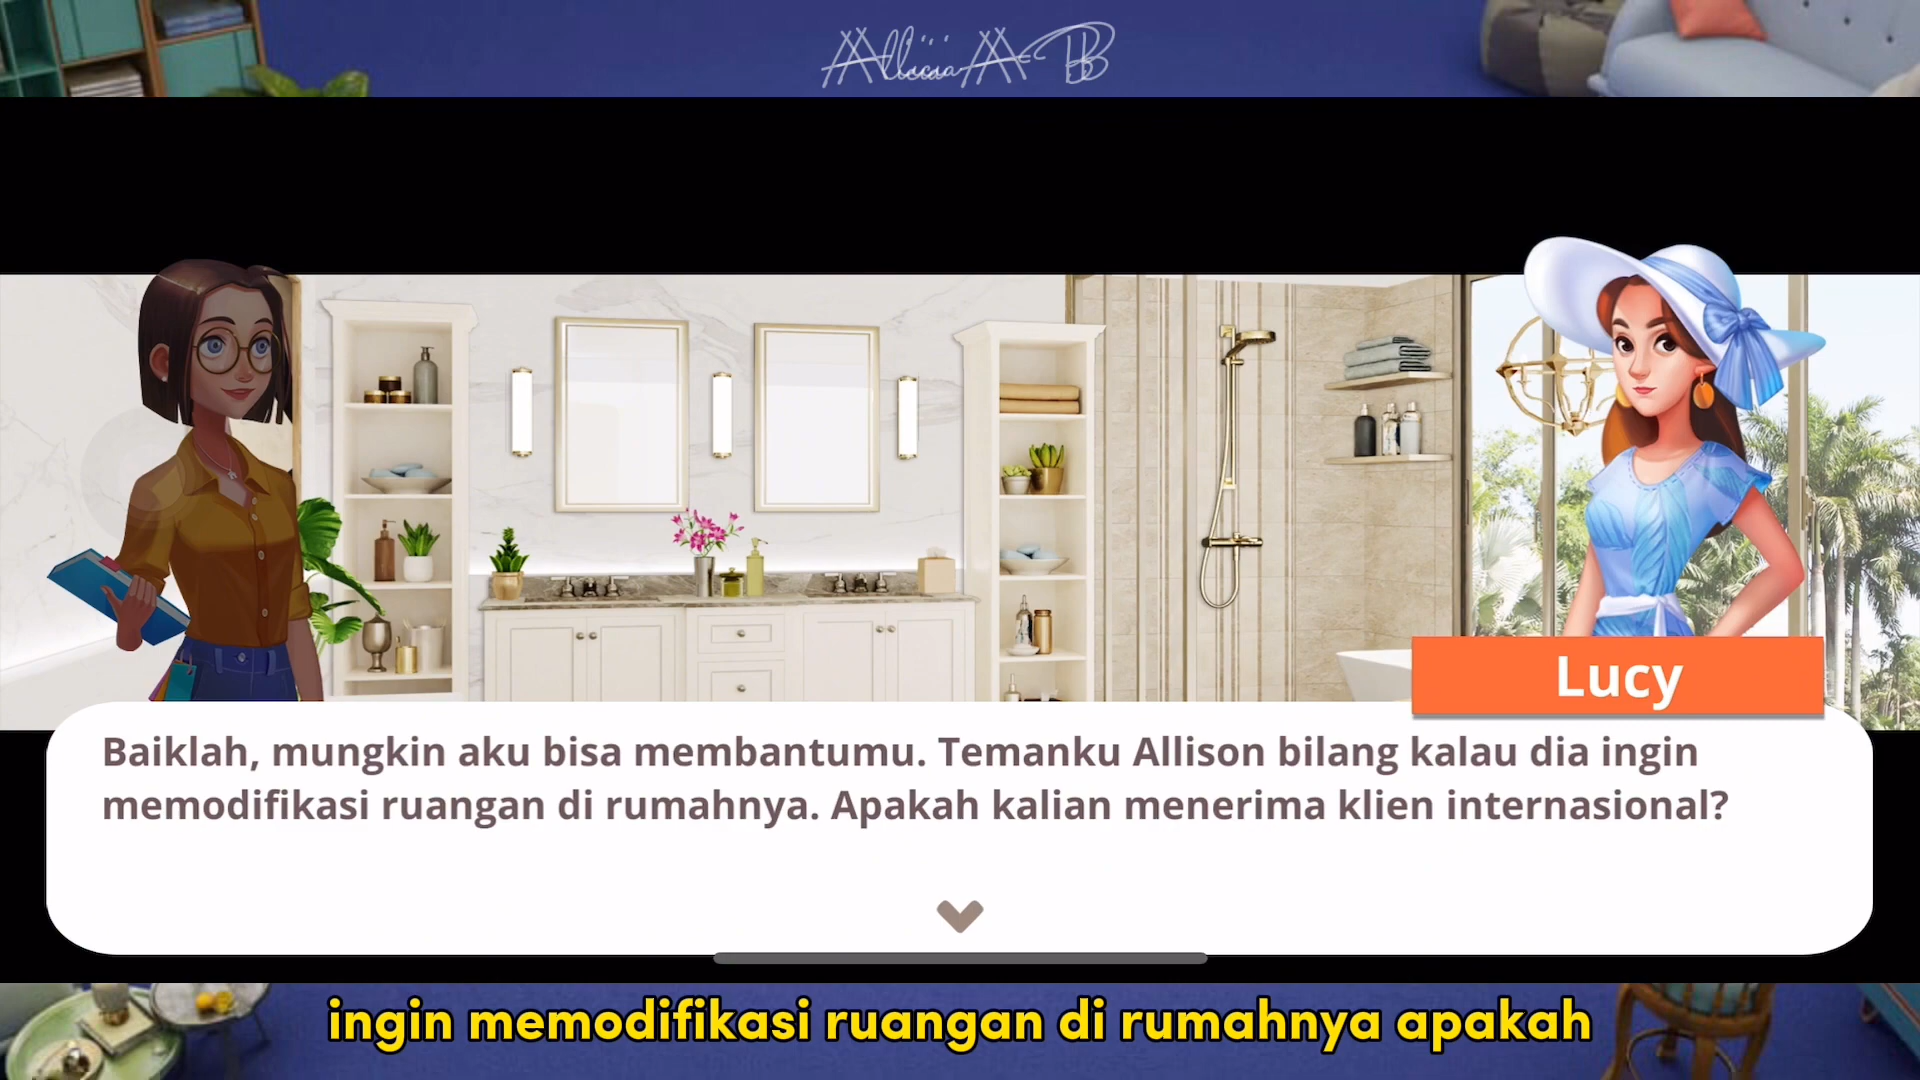 Lucy
Baiklah, mungkin aku bisa membantumu. Temanku Allison bilang kalau dia ingin
memodifikasi ruangan di rumahnya. Apakah kalian menerima klien internasional?
ingin memodifikasi ruangan di rumahnya apakah